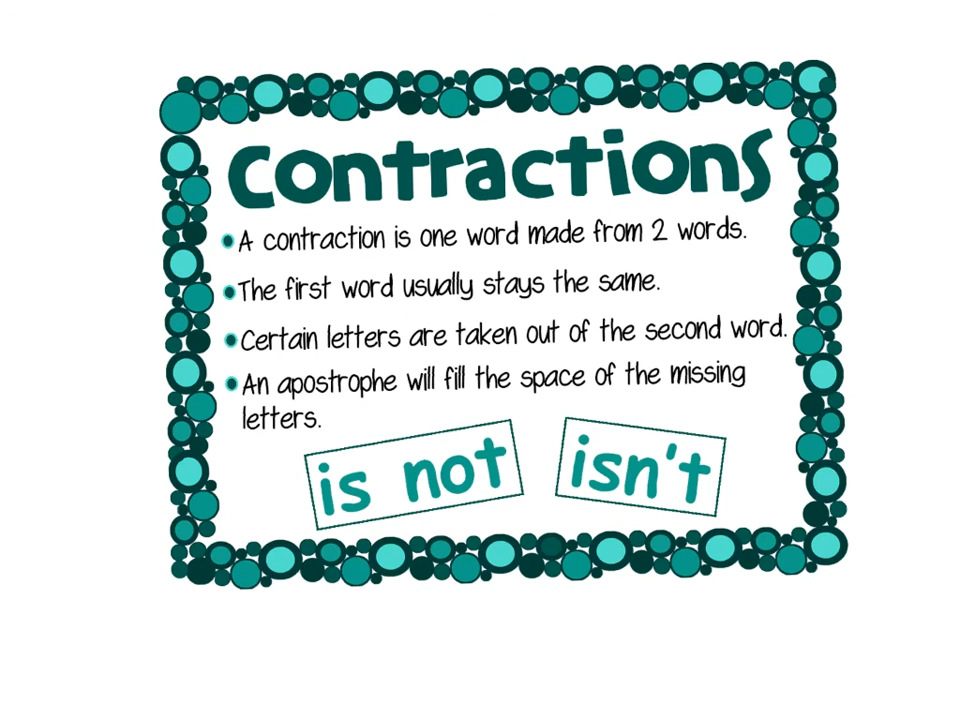 Contractions
• A contraction is one word made from 2 words.
• The first word usually stays the same.
• Certain letters are taken out of the second word.
• An apostrophe will fill the space of the missing
letters.
is not
isn't